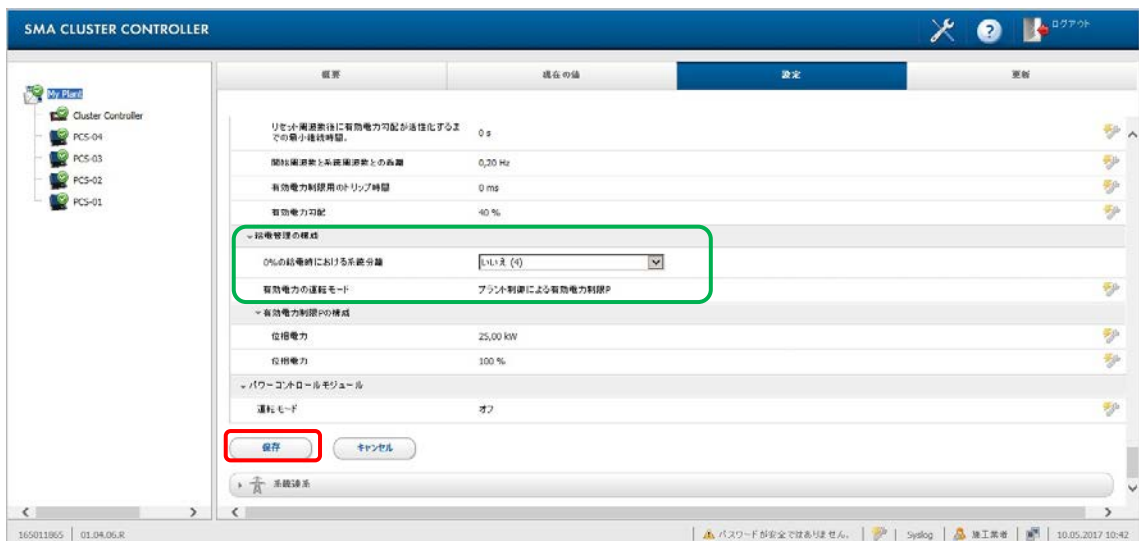 SMA CLUSTER CONTROLLER
ログアウト
概要
現在の値
設定
更新
My Plant
Cluster Controller
PCS-04
PCS-03
PCS-02
PCS-01
リセット周波数後に有効電力勾配が活性化するま
での最小継続時間.
0 s
開始周波数と系統周波数との距離
0,20 Hz
有効電力制限用のトリップ時間
0 ms
有効電力勾配
40 %
給電管理の構成
0%の給電時における系統分離
いいえ (4)
有効電力の運転モード
プラント制御による有効電力制限P
有効電力制限Pの構成
位相電力
25,00 kW
位相電力
100 %
パワーコントロールモジュール
運転モード
オフ
保存
キャンセル
系統連系
165011865
01.04.06.R
パスワードが安全ではありません。
Syslog
施工業者
10.05.2017 10:42